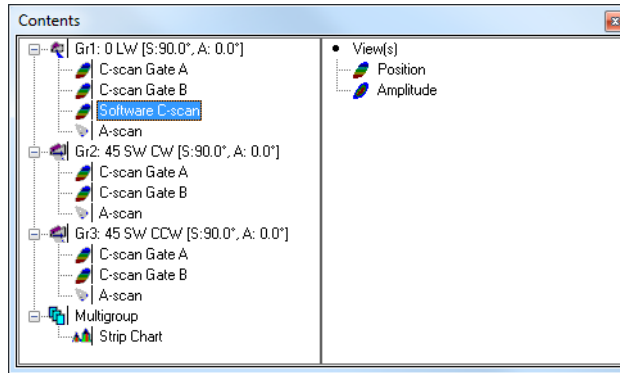 Contents
Gr1: 0 LW [S:90.0°, A: 0.0°]
C-scan Gate A
C-scan Gate B
Software C-scan
A-scan
Gr2: 45 SW CW [S:90.0°, A: 0.0°]
C-scan Gate A
C-scan Gate B
A-scan
Gr3: 45 SW CCW [S:90.0°, A: 0.0°]
C-scan Gate A
C-scan Gate B
A-scan
Multigroup
Strip Chart
View(s)
Position
Amplitude